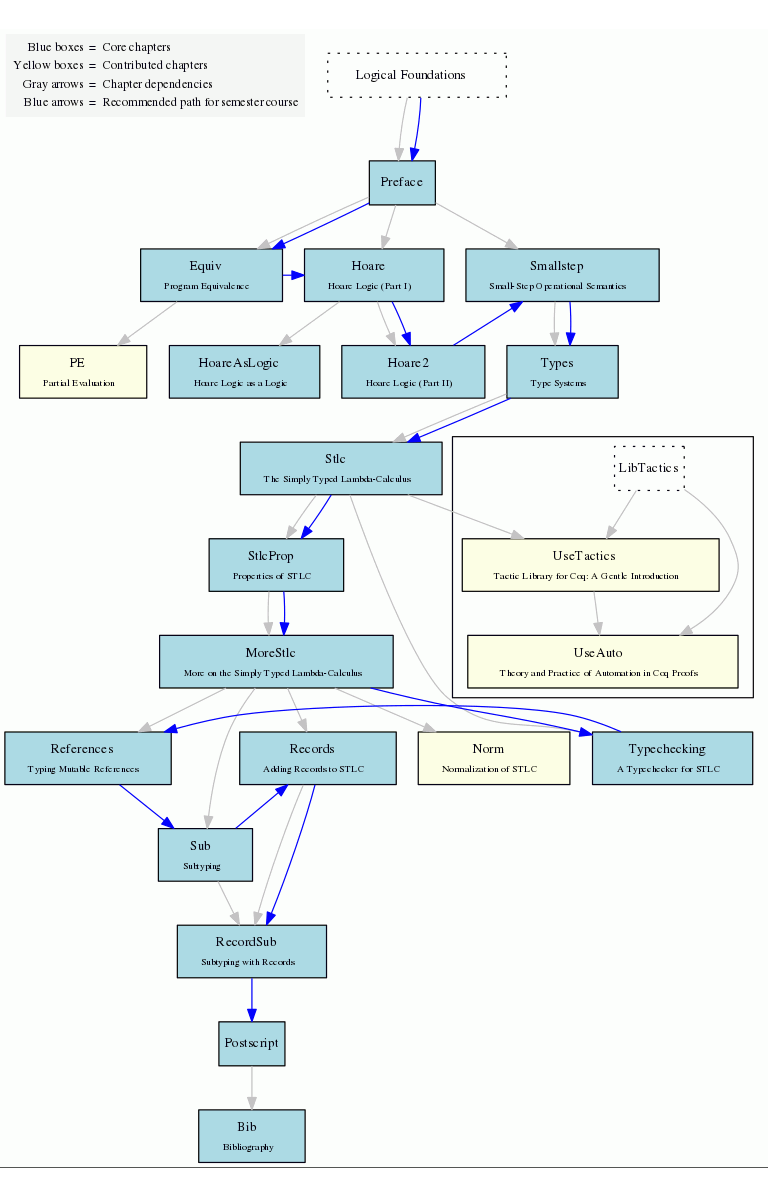 Blue boxes = Core chapters
Yellow boxes = Contributed chapters
Gray arrows = Chapter dependencies
Blue arrows = Recommended path for semester course
Logical Foundations
Preface
Equiv
Program Equivalence
Hoare
Hoare Logic (Part I)
Smallstep
Small-Step Operational Semantics
PE
Partial Evaluation
HoareAsLogic
Hoare Logic as a Logic
Hoare2
Hoare Logic (Part II)
Types
Type Systems
Stlc
The Simply Typed Lambda-Calculus
LibTactics
StlcProp
Properties of STLC
UseTactics
Tactic Library for Coq: A Gentle Introduction
MoreStlc
More on the Simply Typed Lambda-Calculus
UseAuto
Theory and Practice of Automation in Coq Proofs
References
Typing Mutable References
Records
Adding Records to STLC
Norm
Normalization of STLC
Typechecking
A Typechecker for STLC
Sub
Subtyping
RecordSub
Subtyping with Records
Postscript
Bib
Bibliography